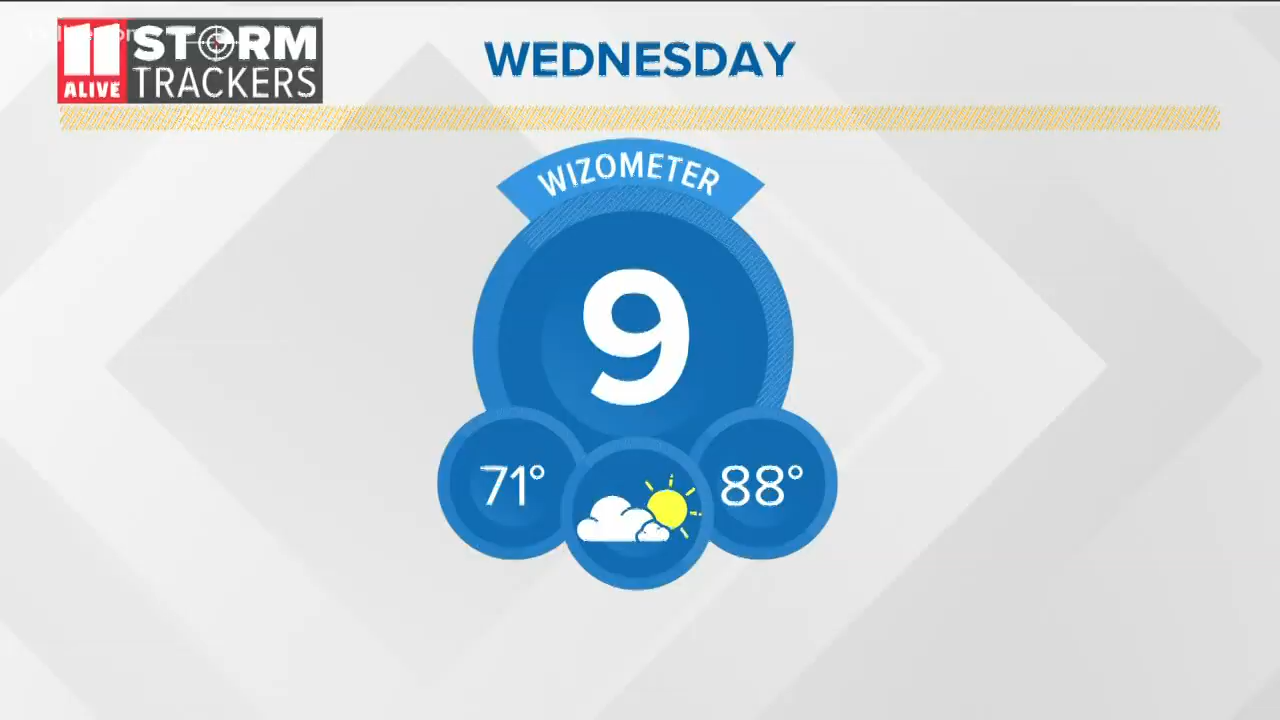 11 ALIVE
STORM
TRACKERS
WEDNESDAY
WIZOMETER
9
71°
88°